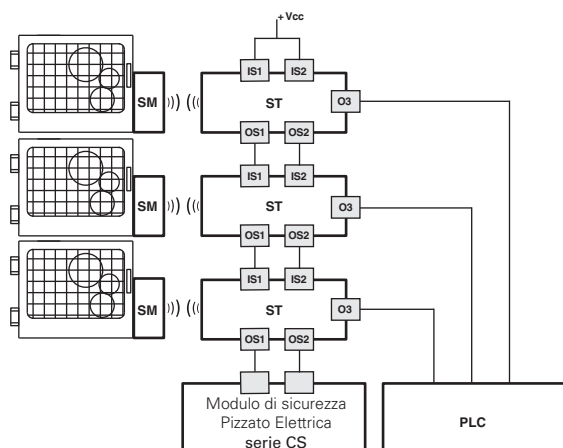 +Vcc
IS1 IS2
SM ST O3
OS1 OS2
IS1 IS2
SM ST O3
OS1 OS2
IS1 IS2
SM ST O3
OS1 OS2
Modulo di sicurezza
Pizzato Elettrica
serie CS
PLC